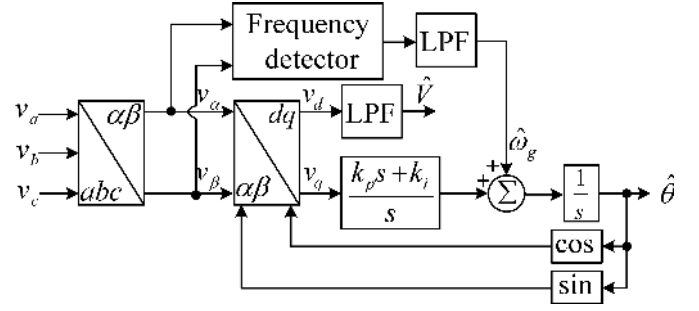 Frequency
detector
LPF
v_a
v_b
v_c
αβ
abc
v_α
v_β
dq
αβ
v_d
v_q
LPF
V̂
k_p s + k_i
s
+
+
Σ
ω̂_g
1
s
θ̂
cos
sin